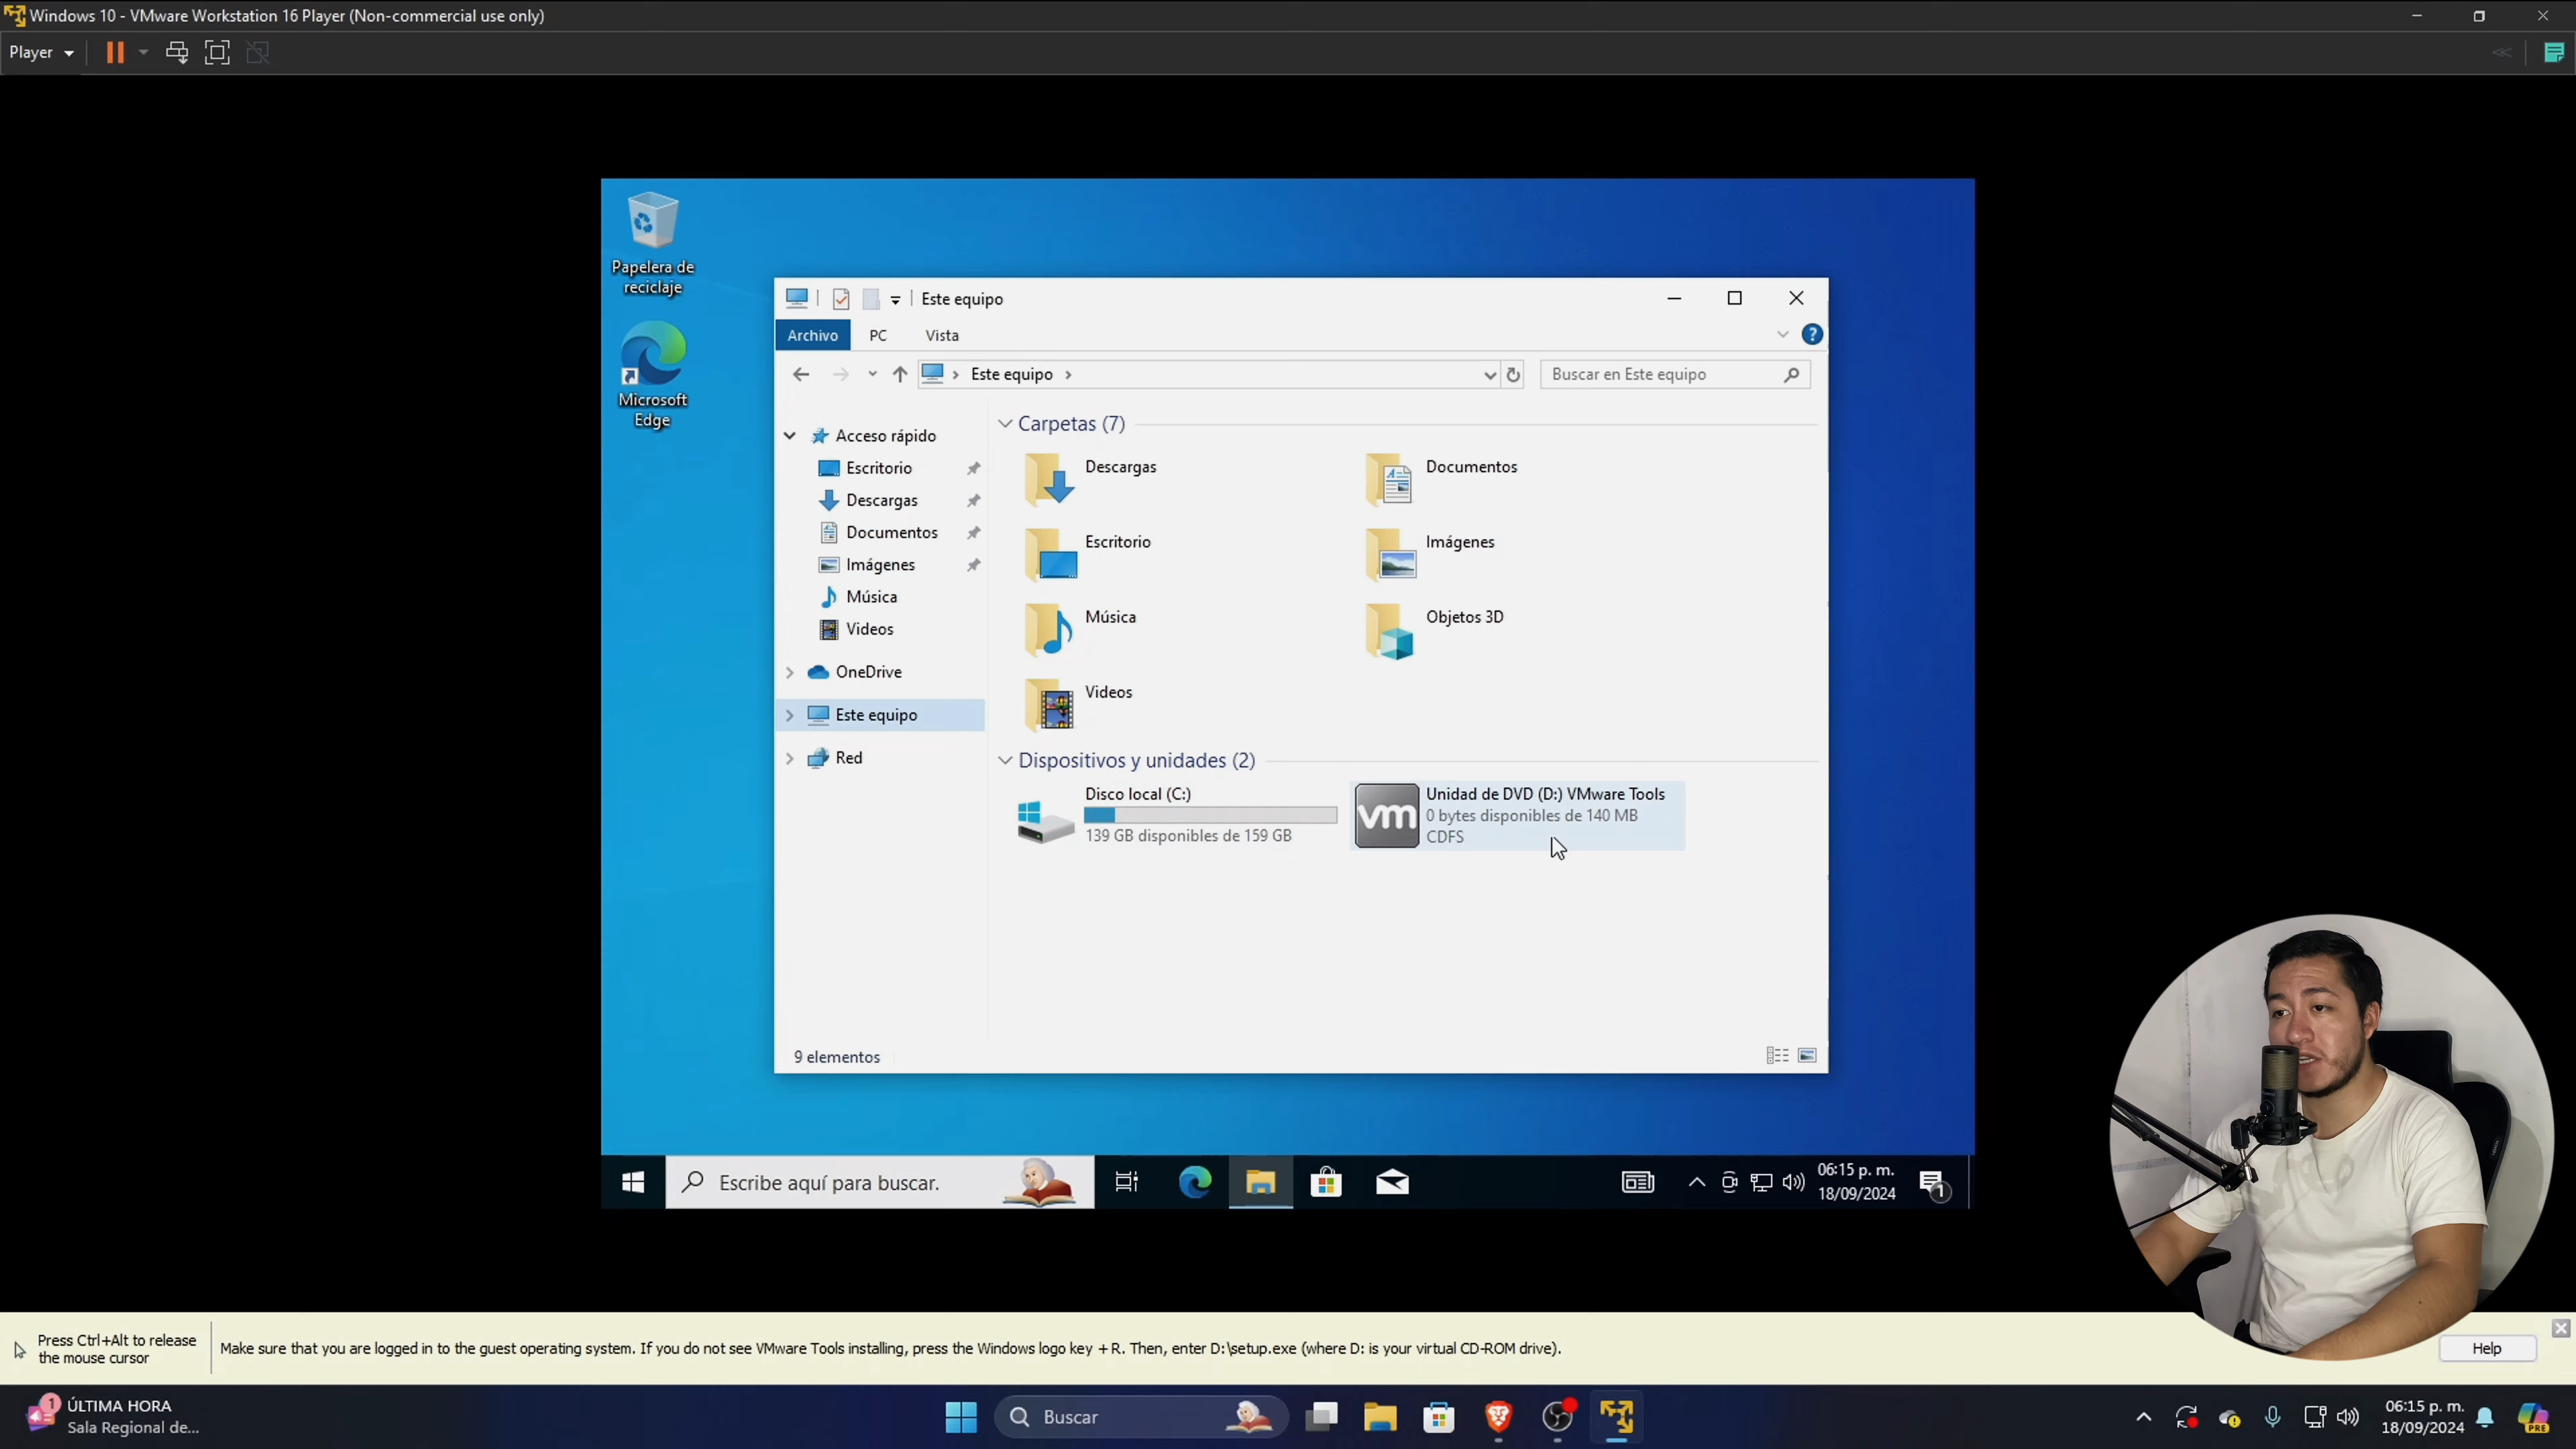 Windows 10 - VMware Workstation 16 Player (Non-commercial use only)
Player
Papelera de
reciclaje
Microsoft
Edge
Este equipo
Archivo
PC
Vista
?
Este equipo
Buscar en Este equipo
Acceso rápido
Escritorio
Descargas
Documentos
Imágenes
Música
Videos
OneDrive
Este equipo
Red
Carpetas (7)
Descargas
Documentos
Escritorio
Imágenes
Música
Objetos 3D
Videos
Dispositivos y unidades (2)
Disco local (C:)
139 GB disponibles de 159 GB
vm
Unidad de DVD (D:) VMware Tools
0 bytes disponibles de 140 MB
CDFS
9 elementos
Escribe aquí para buscar.
06:15 p. m.
18/09/2024
1
Press Ctrl+Alt to release
the mouse cursor
Make sure that you are logged in to the guest operating system. If you do not see VMware Tools installing, press the Windows logo key + R. Then, enter D:\setup.exe (where D: is your virtual CD-ROM drive).
Help
1
ÚLTIMA HORA
Sala Regional de...
Buscar
06:15 p. m.
18/09/2024
PRE